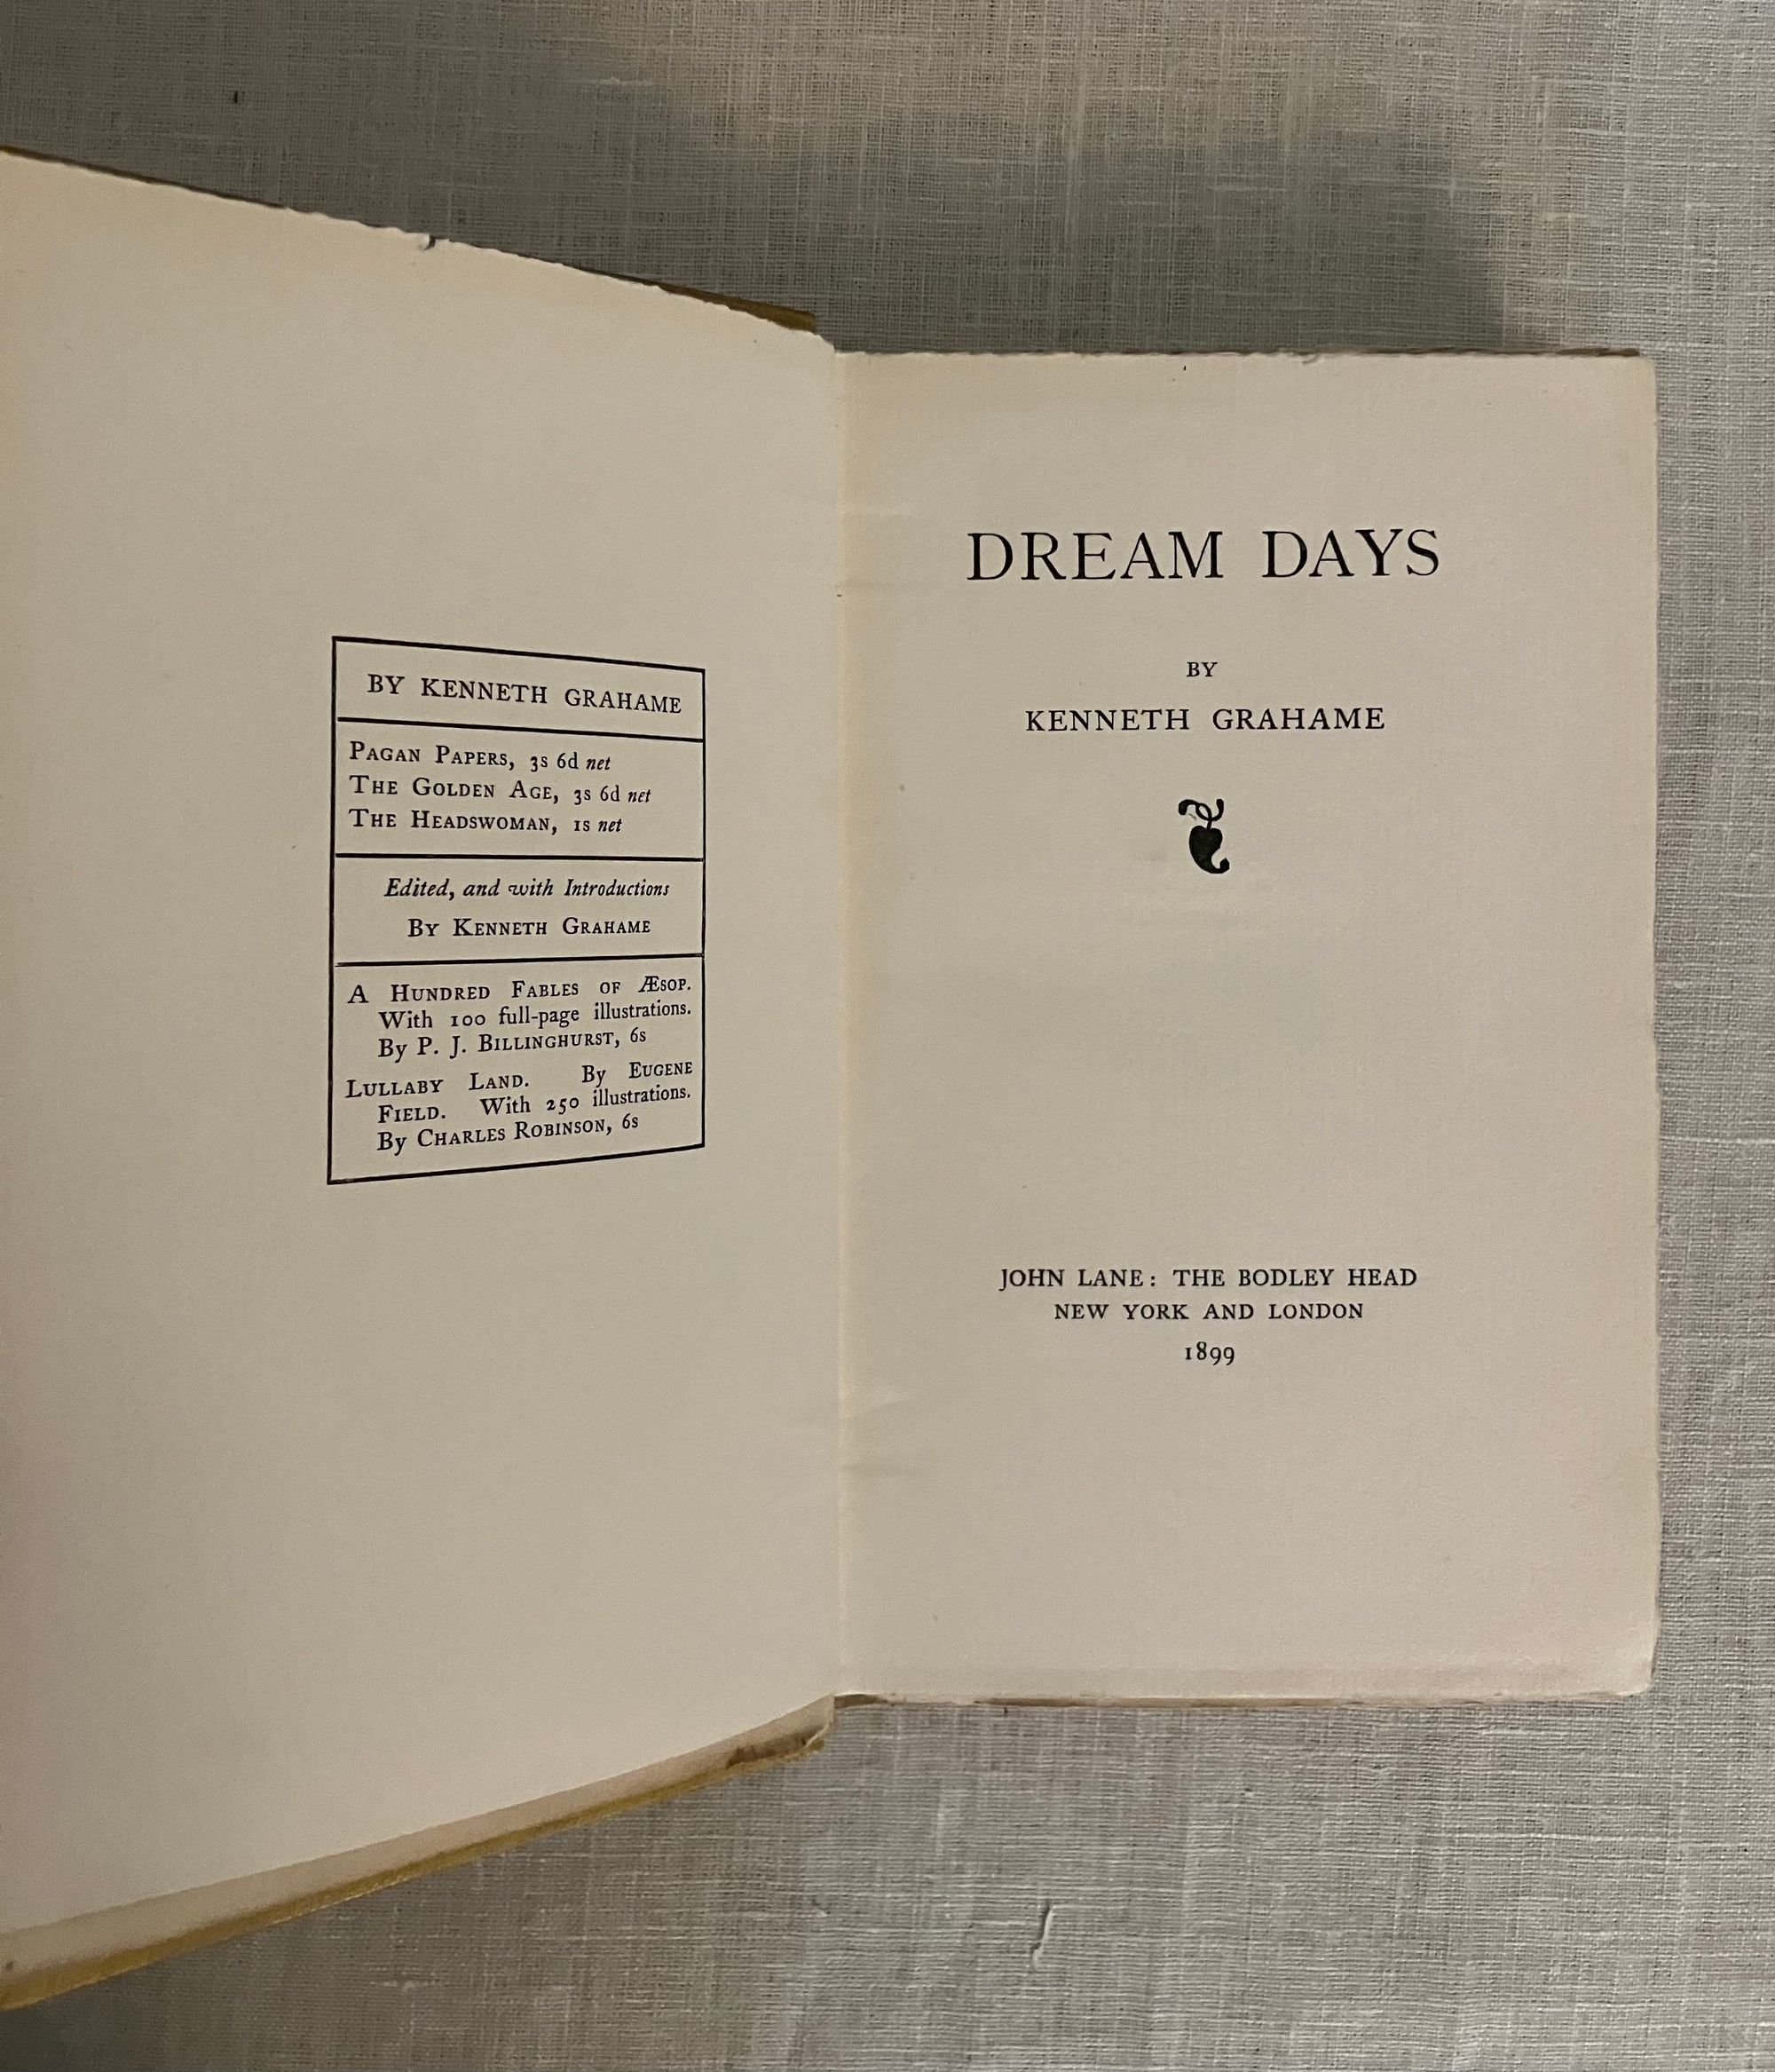 BY KENNETH GRAHAME
PAGAN PAPERS, 3s 6d net
THE GOLDEN AGE, 3s 6d net
THE HEADSWOMAN, 1s net
Edited, and with Introductions
BY KENNETH GRAHAME
A HUNDRED FABLES OF ÆSOP.
With 100 full-page illustrations.
By P. J. BILLINGHURST, 6s
LULLABY LAND. By EUGENE
FIELD. With 250 illustrations.
By CHARLES ROBINSON, 6s
DREAM DAYS
BY
KENNETH GRAHAME
JOHN LANE: THE BODLEY HEAD
NEW YORK AND LONDON
1899